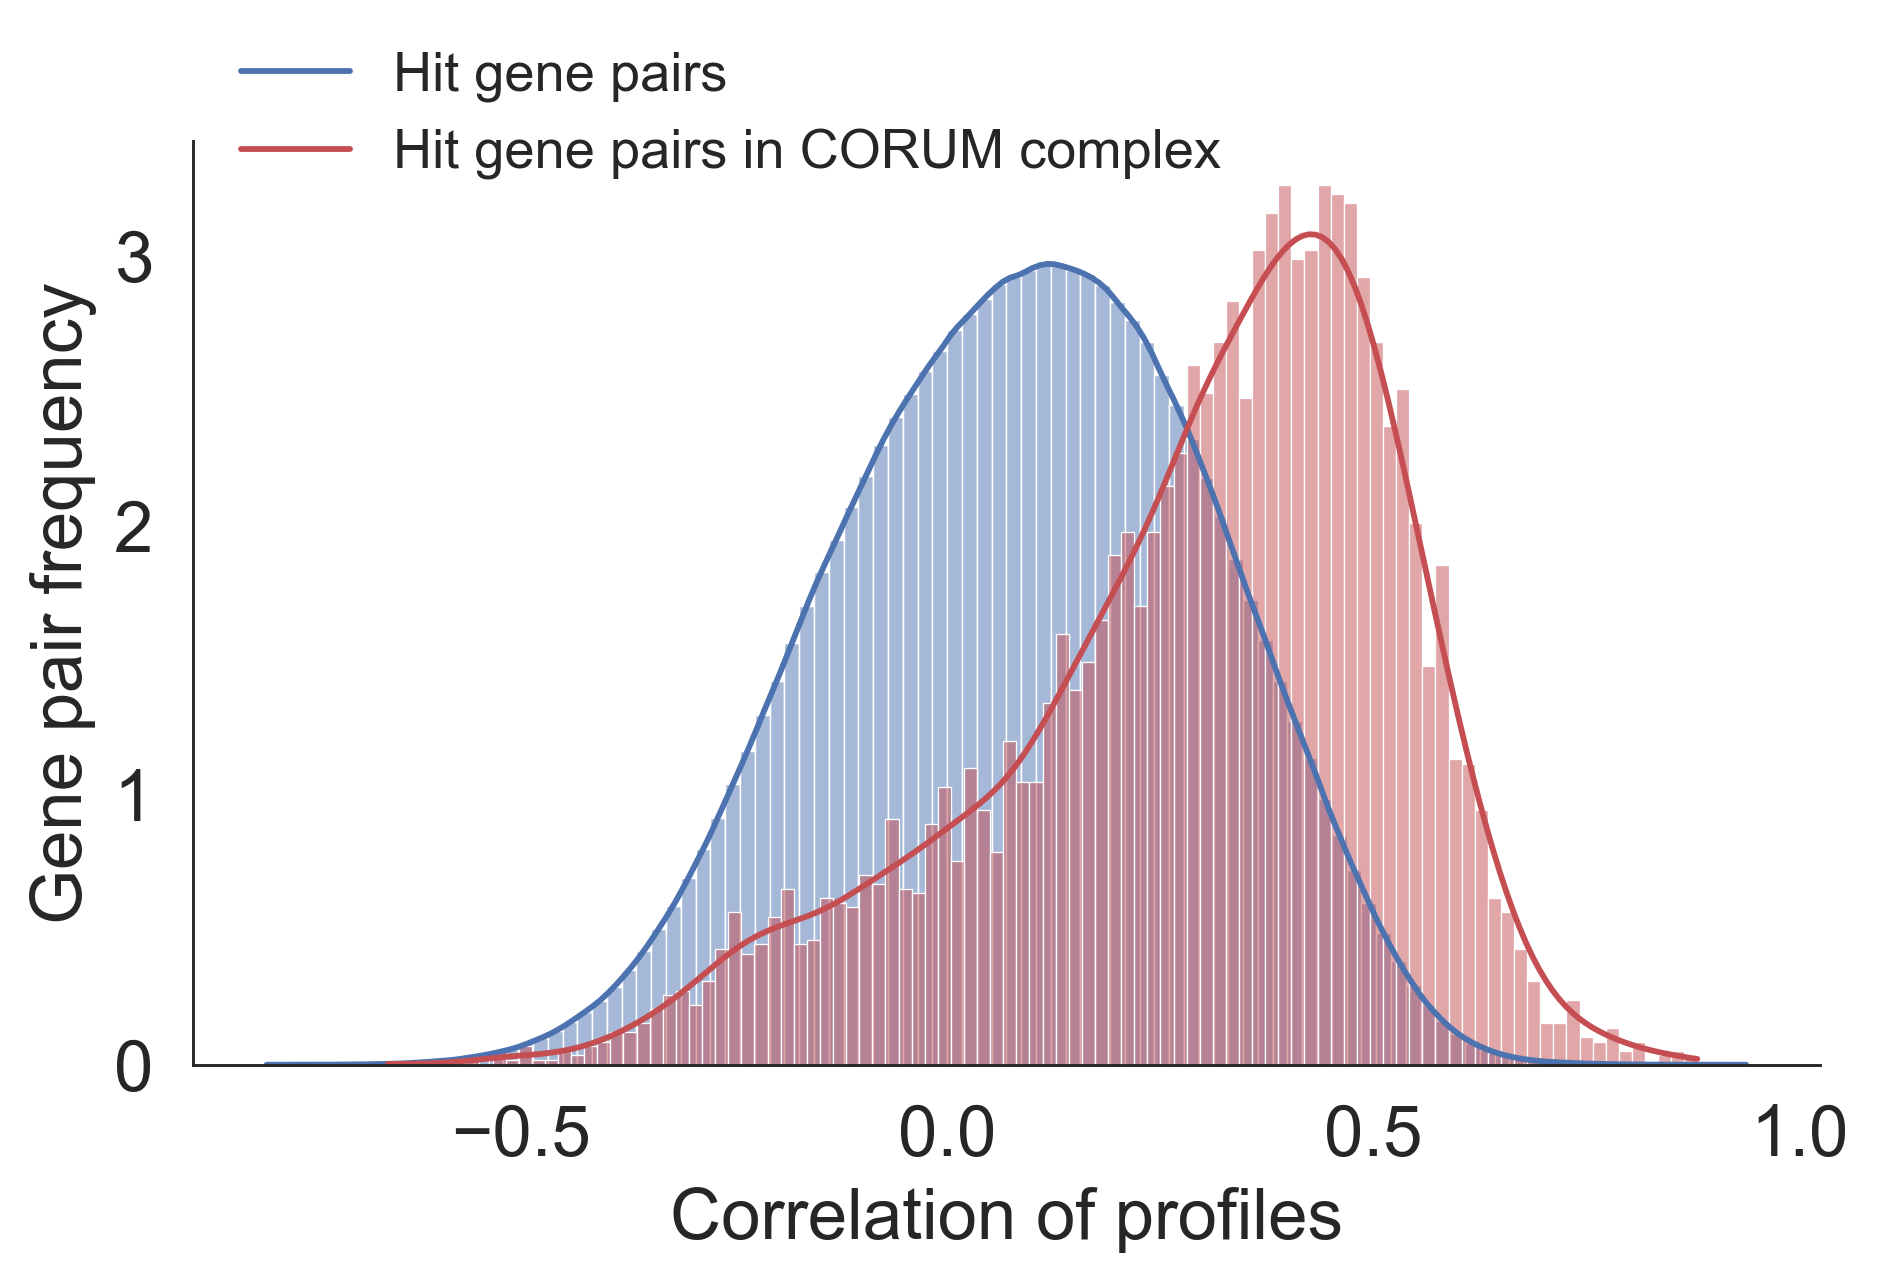 Hit gene pairs
Hit gene pairs in CORUM complex
3
2
1
0
Gene pair frequency
−0.5 0.0 0.5 1.0
Correlation of profiles